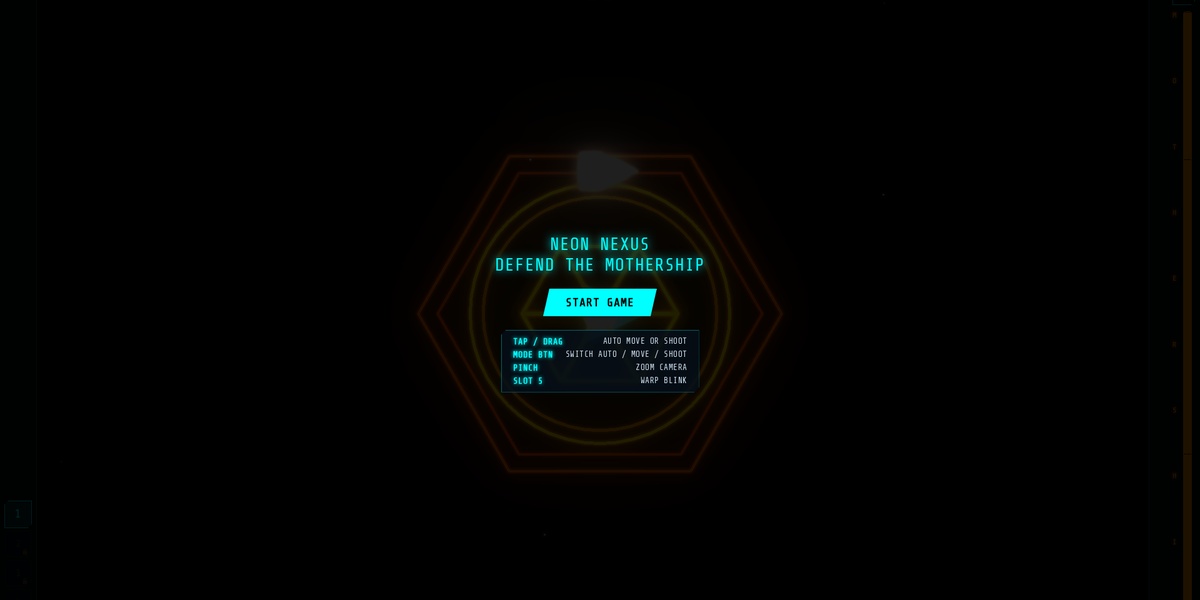 NEON NEXUS
DEFEND THE MOTHERSHIP
START GAME
TAP / DRAG AUTO MOVE OR SHOOT
MODE BTN SWITCH AUTO / MOVE / SHOOT
PINCH ZOOM CAMERA
SLOT 5 WARP BLINK
1